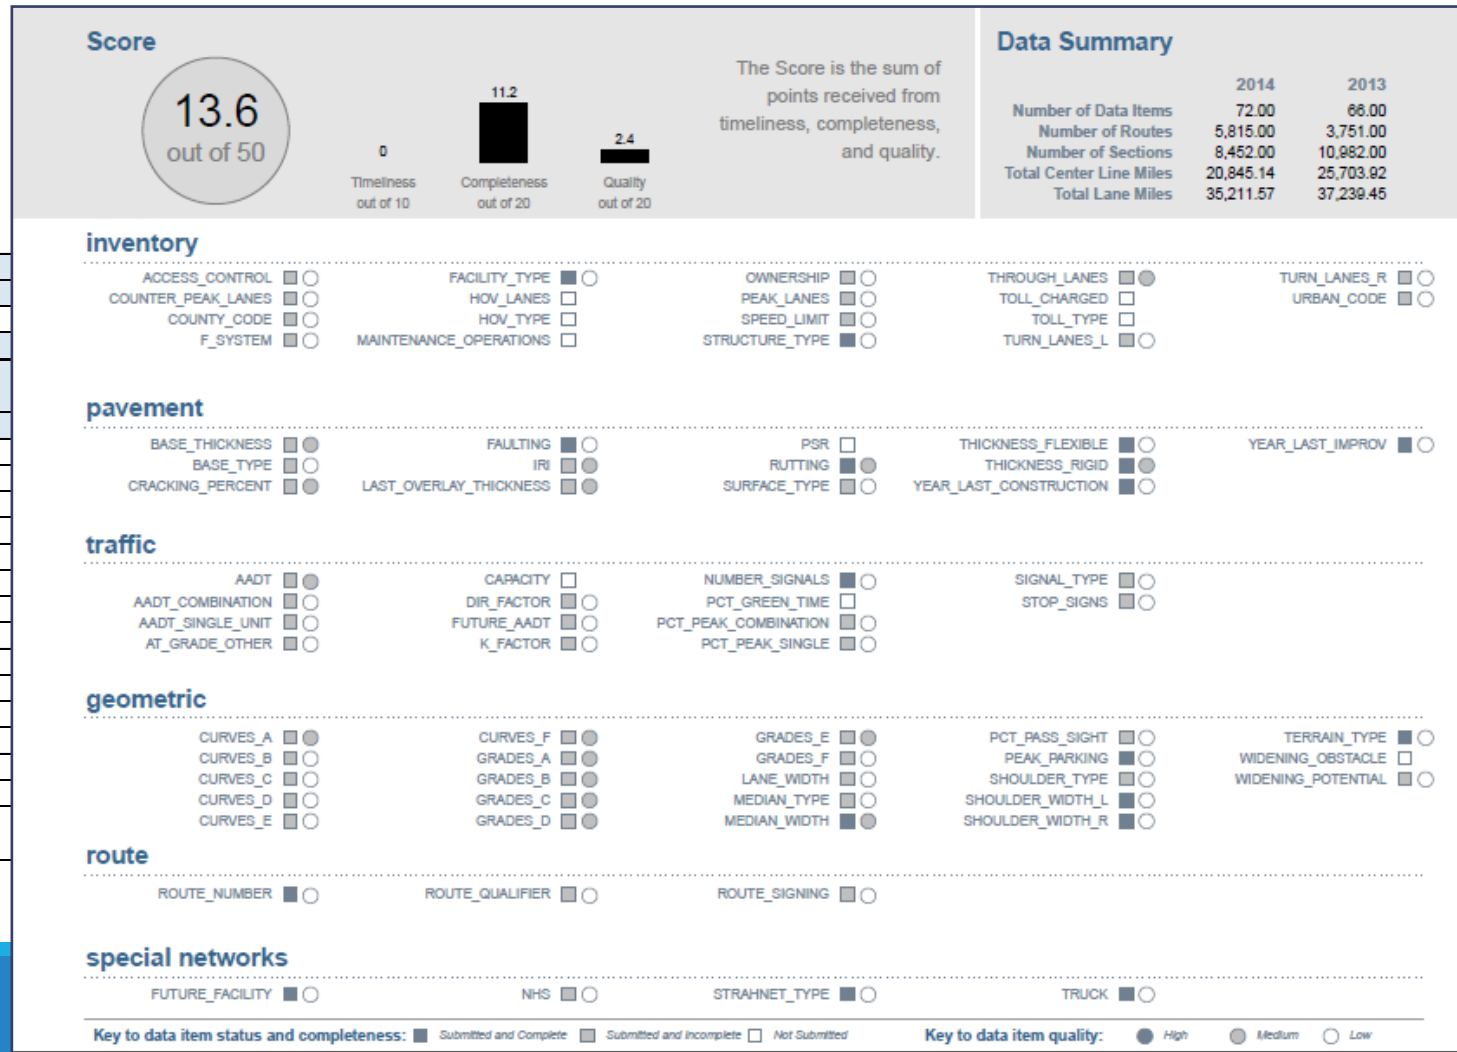 Score
13.6
out of 50
0
Timeliness
out of 10
11.2
Completeness
out of 20
2.4
Quality
out of 20
The Score is the sum of
points received from
timeliness, completeness,
and quality.
Data Summary
2014 2013
Number of Data Items 72.00 66.00
Number of Routes 5,815.00 3,751.00
Number of Sections 8,452.00 10,982.00
Total Center Line Miles 20,845.14 25,703.92
Total Lane Miles 35,211.57 37,239.45
inventory
ACCESS_CONTROL FACILITY_TYPE OWNERSHIP THROUGH_LANES TURN_LANES_R
COUNTER_PEAK_LANES HOV_LANES PEAK_LANES TOLL_CHARGED URBAN_CODE
COUNTY_CODE HOV_TYPE SPEED_LIMIT TOLL_TYPE
F_SYSTEM MAINTENANCE_OPERATIONS STRUCTURE_TYPE TURN_LANES_L
pavement
BASE_THICKNESS FAULTING PSR THICKNESS_FLEXIBLE YEAR_LAST_IMPROV
BASE_TYPE IRI RUTTING THICKNESS_RIGID
CRACKING_PERCENT LAST_OVERLAY_THICKNESS SURFACE_TYPE YEAR_LAST_CONSTRUCTION
traffic
AADT CAPACITY NUMBER_SIGNALS SIGNAL_TYPE
AADT_COMBINATION DIR_FACTOR PCT_GREEN_TIME STOP_SIGNS
AADT_SINGLE_UNIT FUTURE_AADT PCT_PEAK_COMBINATION
AT_GRADE_OTHER K_FACTOR PCT_PEAK_SINGLE
geometric
CURVES_A CURVES_F GRADES_E PCT_PASS_SIGHT TERRAIN_TYPE
CURVES_B GRADES_A GRADES_F PEAK_PARKING WIDENING_OBSTACLE
CURVES_C GRADES_B LANE_WIDTH SHOULDER_TYPE WIDENING_POTENTIAL
CURVES_D GRADES_C MEDIAN_TYPE SHOULDER_WIDTH_L
CURVES_E GRADES_D MEDIAN_WIDTH SHOULDER_WIDTH_R
route
ROUTE_NUMBER ROUTE_QUALIFIER ROUTE_SIGNING
special networks
FUTURE_FACILITY NHS STRAHNET_TYPE TRUCK
Key to data item status and completeness: Submitted and Complete Submitted and Incomplete Not Submitted Key to data item quality: High Medium Low